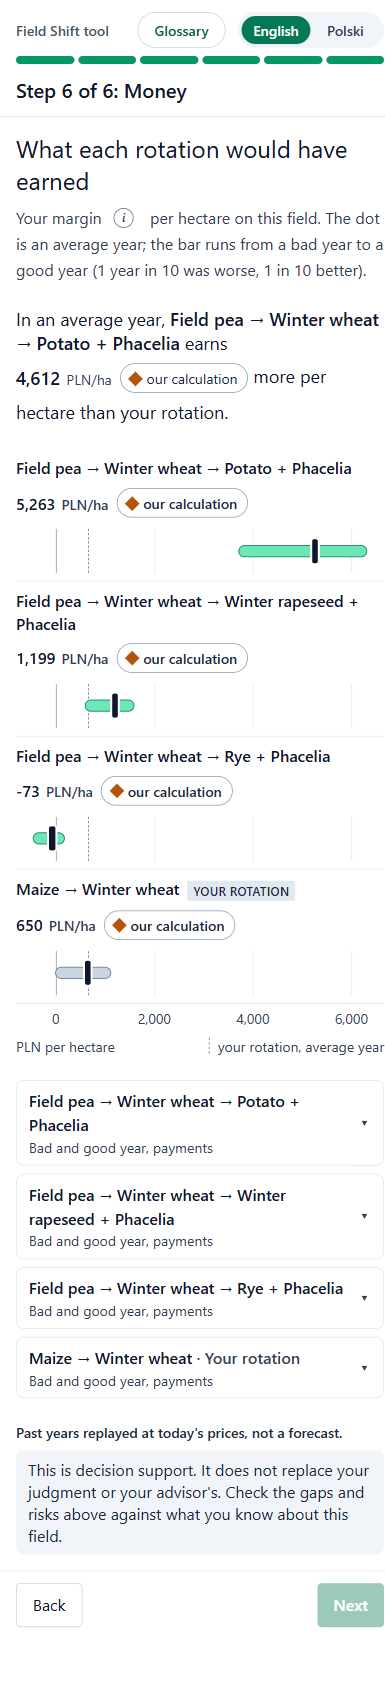 Field Shift tool
Glossary
English
Polski
Step 6 of 6: Money
What each rotation would have
earned
Your margin i per hectare on this field. The dot
is an average year; the bar runs from a bad year to a
good year (1 year in 10 was worse, 1 in 10 better).
In an average year, Field pea → Winter wheat
→ Potato + Phacelia earns
4,612 PLN/ha ◆ our calculation more per
hectare than your rotation.
Field pea → Winter wheat → Potato + Phacelia
5,263 PLN/ha ◆ our calculation
Field pea → Winter wheat → Winter rapeseed +
Phacelia
1,199 PLN/ha ◆ our calculation
Field pea → Winter wheat → Rye + Phacelia
-73 PLN/ha ◆ our calculation
Maize → Winter wheat YOUR ROTATION
650 PLN/ha ◆ our calculation
0 2,000 4,000 6,000
PLN per hectare your rotation, average year
Field pea → Winter wheat → Potato +
Phacelia
Bad and good year, payments
Field pea → Winter wheat → Winter
rapeseed + Phacelia
Bad and good year, payments
Field pea → Winter wheat → Rye + Phacelia
Bad and good year, payments
Maize → Winter wheat · Your rotation
Bad and good year, payments
Past years replayed at today's prices, not a forecast.
This is decision support. It does not replace your
judgment or your advisor's. Check the gaps and
risks above against what you know about this
field.
Back
Next